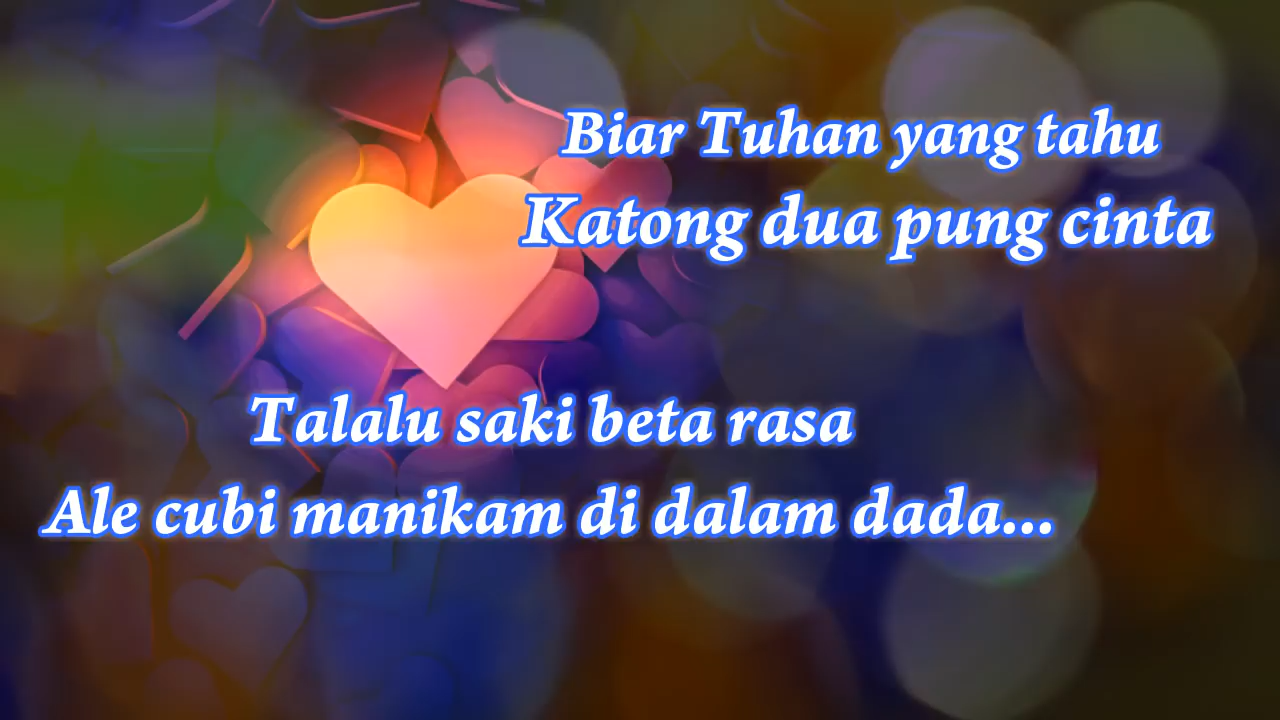 Biar Tuhan yang tahu
Katong dua pung cinta
Talalu saki beta rasa
Ale cubi manikam di dalam dada...